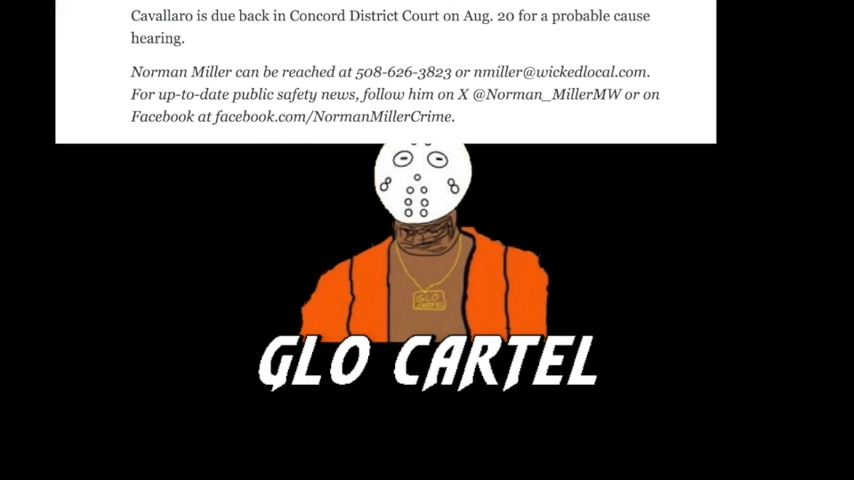 Cavallaro is due back in Concord District Court on Aug. 20 for a probable cause
hearing.
Norman Miller can be reached at 508-626-3823 or nmiller@wickedlocal.com.
For up-to-date public safety news, follow him on X @Norman_MillerMW or on
Facebook at facebook.com/NormanMillerCrime.
GLO
CARTEL
GLO CARTEL